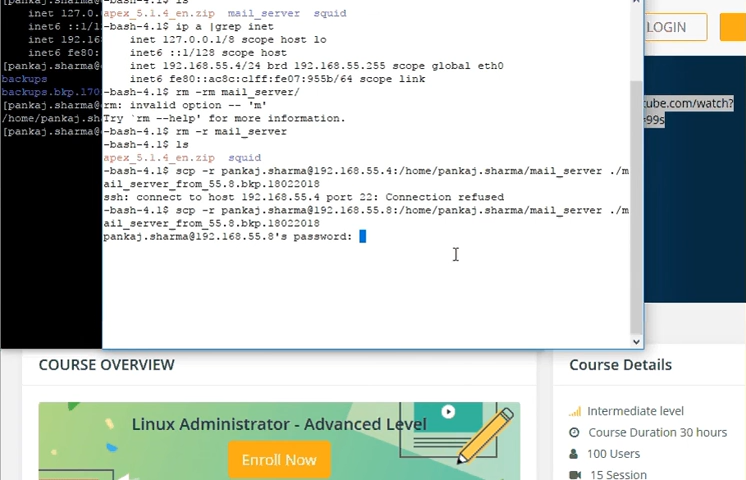 [pankaj.sharma@
inet 127.0
inet6 ::1/
inet 192.16
inet6 fe80:
[pankaj.sharma@
backups
backups.bkp.170
[pankaj.sharma@
/home/pankaj.sh
[pankaj.sharma@
-bash-4.1$ ls
apex_5.1.4_en.zip mail_server squid
-bash-4.1$ ip a |grep inet
inet 127.0.0.1/8 scope host lo
inet6 ::1/128 scope host
inet 192.168.55.4/24 brd 192.168.55.255 scope global eth0
inet6 fe80::ac8c:c1ff:fe07:955b/64 scope link
-bash-4.1$ rm -rm mail_server/
rm: invalid option -- 'm'
Try `rm --help' for more information.
-bash-4.1$ rm -r mail_server
-bash-4.1$ ls
apex_5.1.4_en.zip squid
-bash-4.1$ scp -r pankaj.sharma@192.168.55.4:/home/pankaj.sharma/mail_server ./m
ail_server_from_55.8.bkp.18022018
ssh: connect to host 192.168.55.4 port 22: Connection refused
-bash-4.1$ scp -r pankaj.sharma@192.168.55.8:/home/pankaj.sharma/mail_server ./m
ail_server_from_55.8.bkp.18022018
pankaj.sharma@192.168.55.8's password:
LOGIN
tube.com/watch?
=99s
COURSE OVERVIEW
Linux Administrator - Advanced Level
Enroll Now
Course Details
Intermediate level
Course Duration 30 hours
100 Users
15 Session